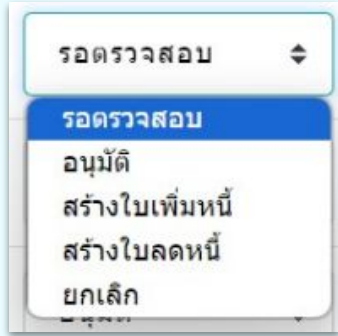 รอตรวจสอบ
รอตรวจสอบ
อนุมัติ
สร้างใบเพิ่มหนี้
สร้างใบลดหนี้
ยกเลิก